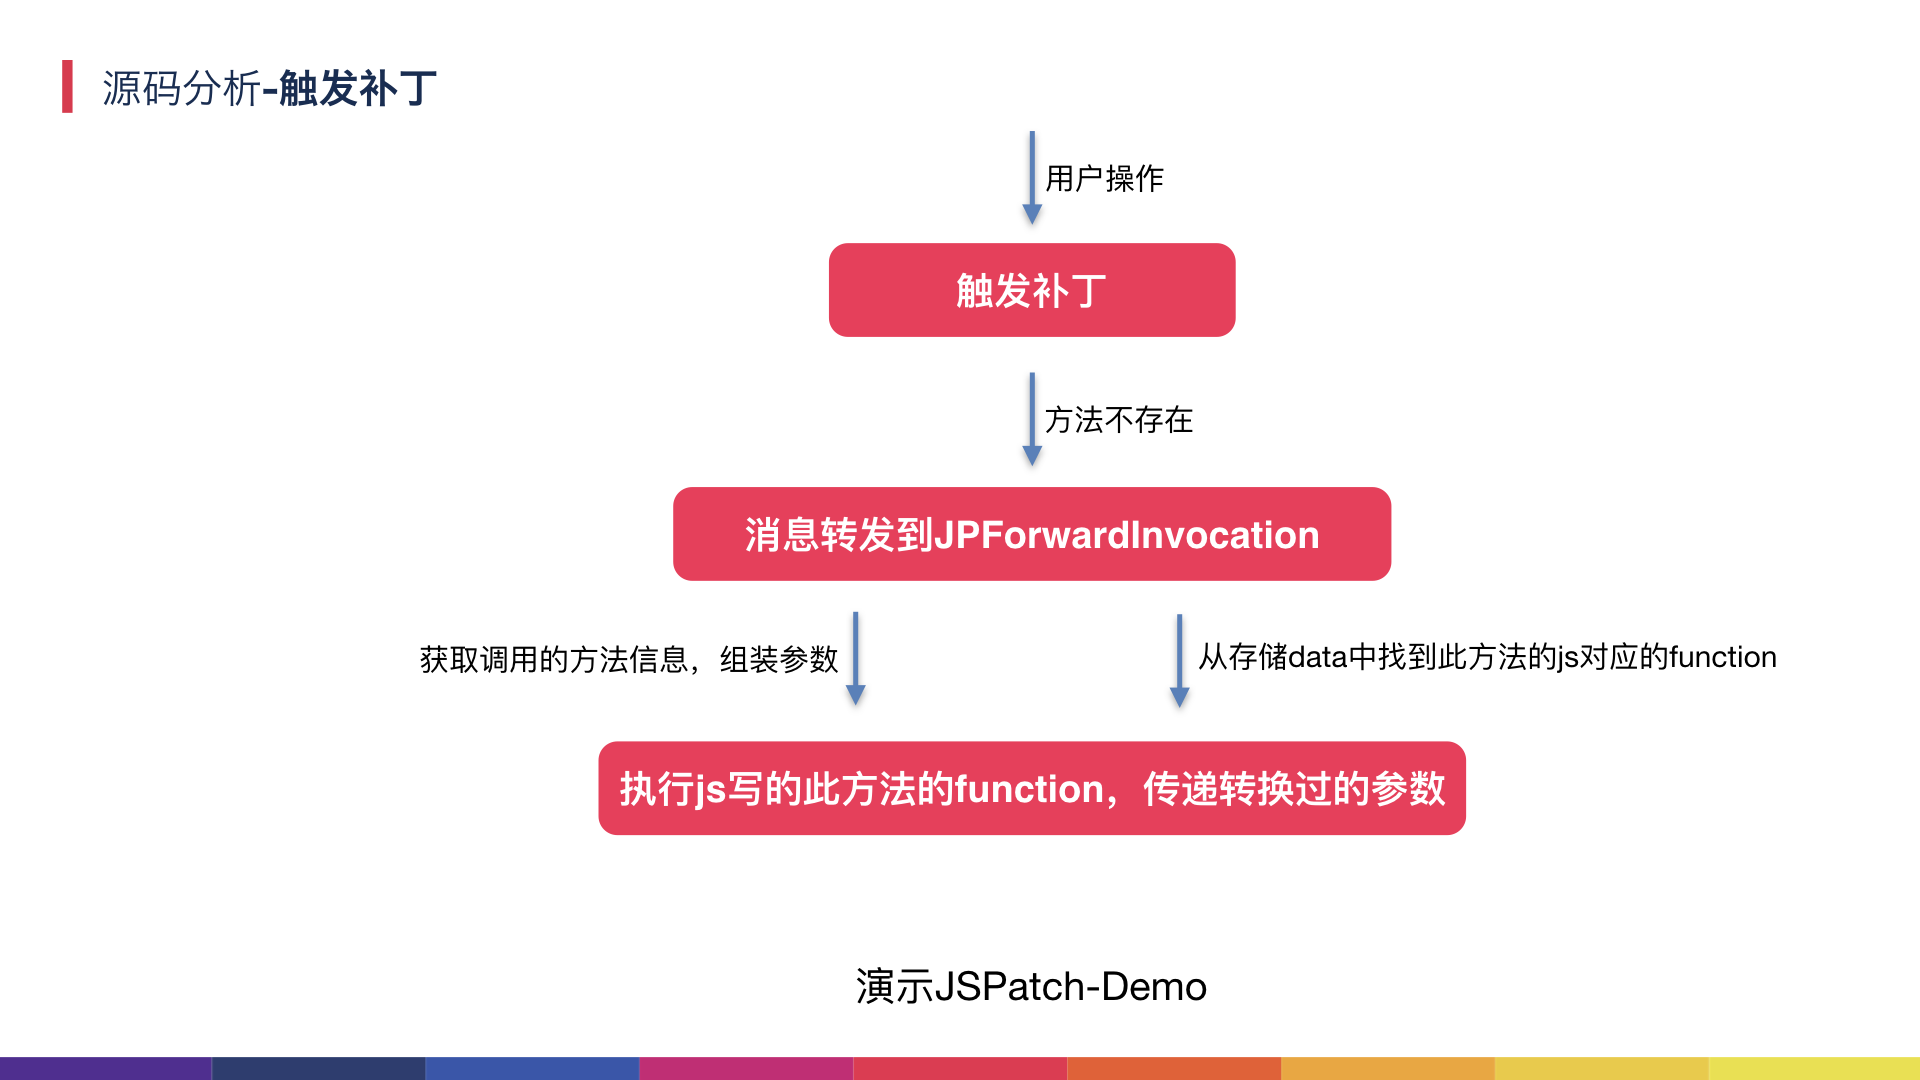 源码分析-触发补丁
用户操作
触发补丁
方法不存在
消息转发到JPForwardInvocation
获取调用的方法信息，组装参数
从存储data中找到此方法的js对应的function
执行js写的此方法的function，传递转换过的参数
演示JSPatch-Demo